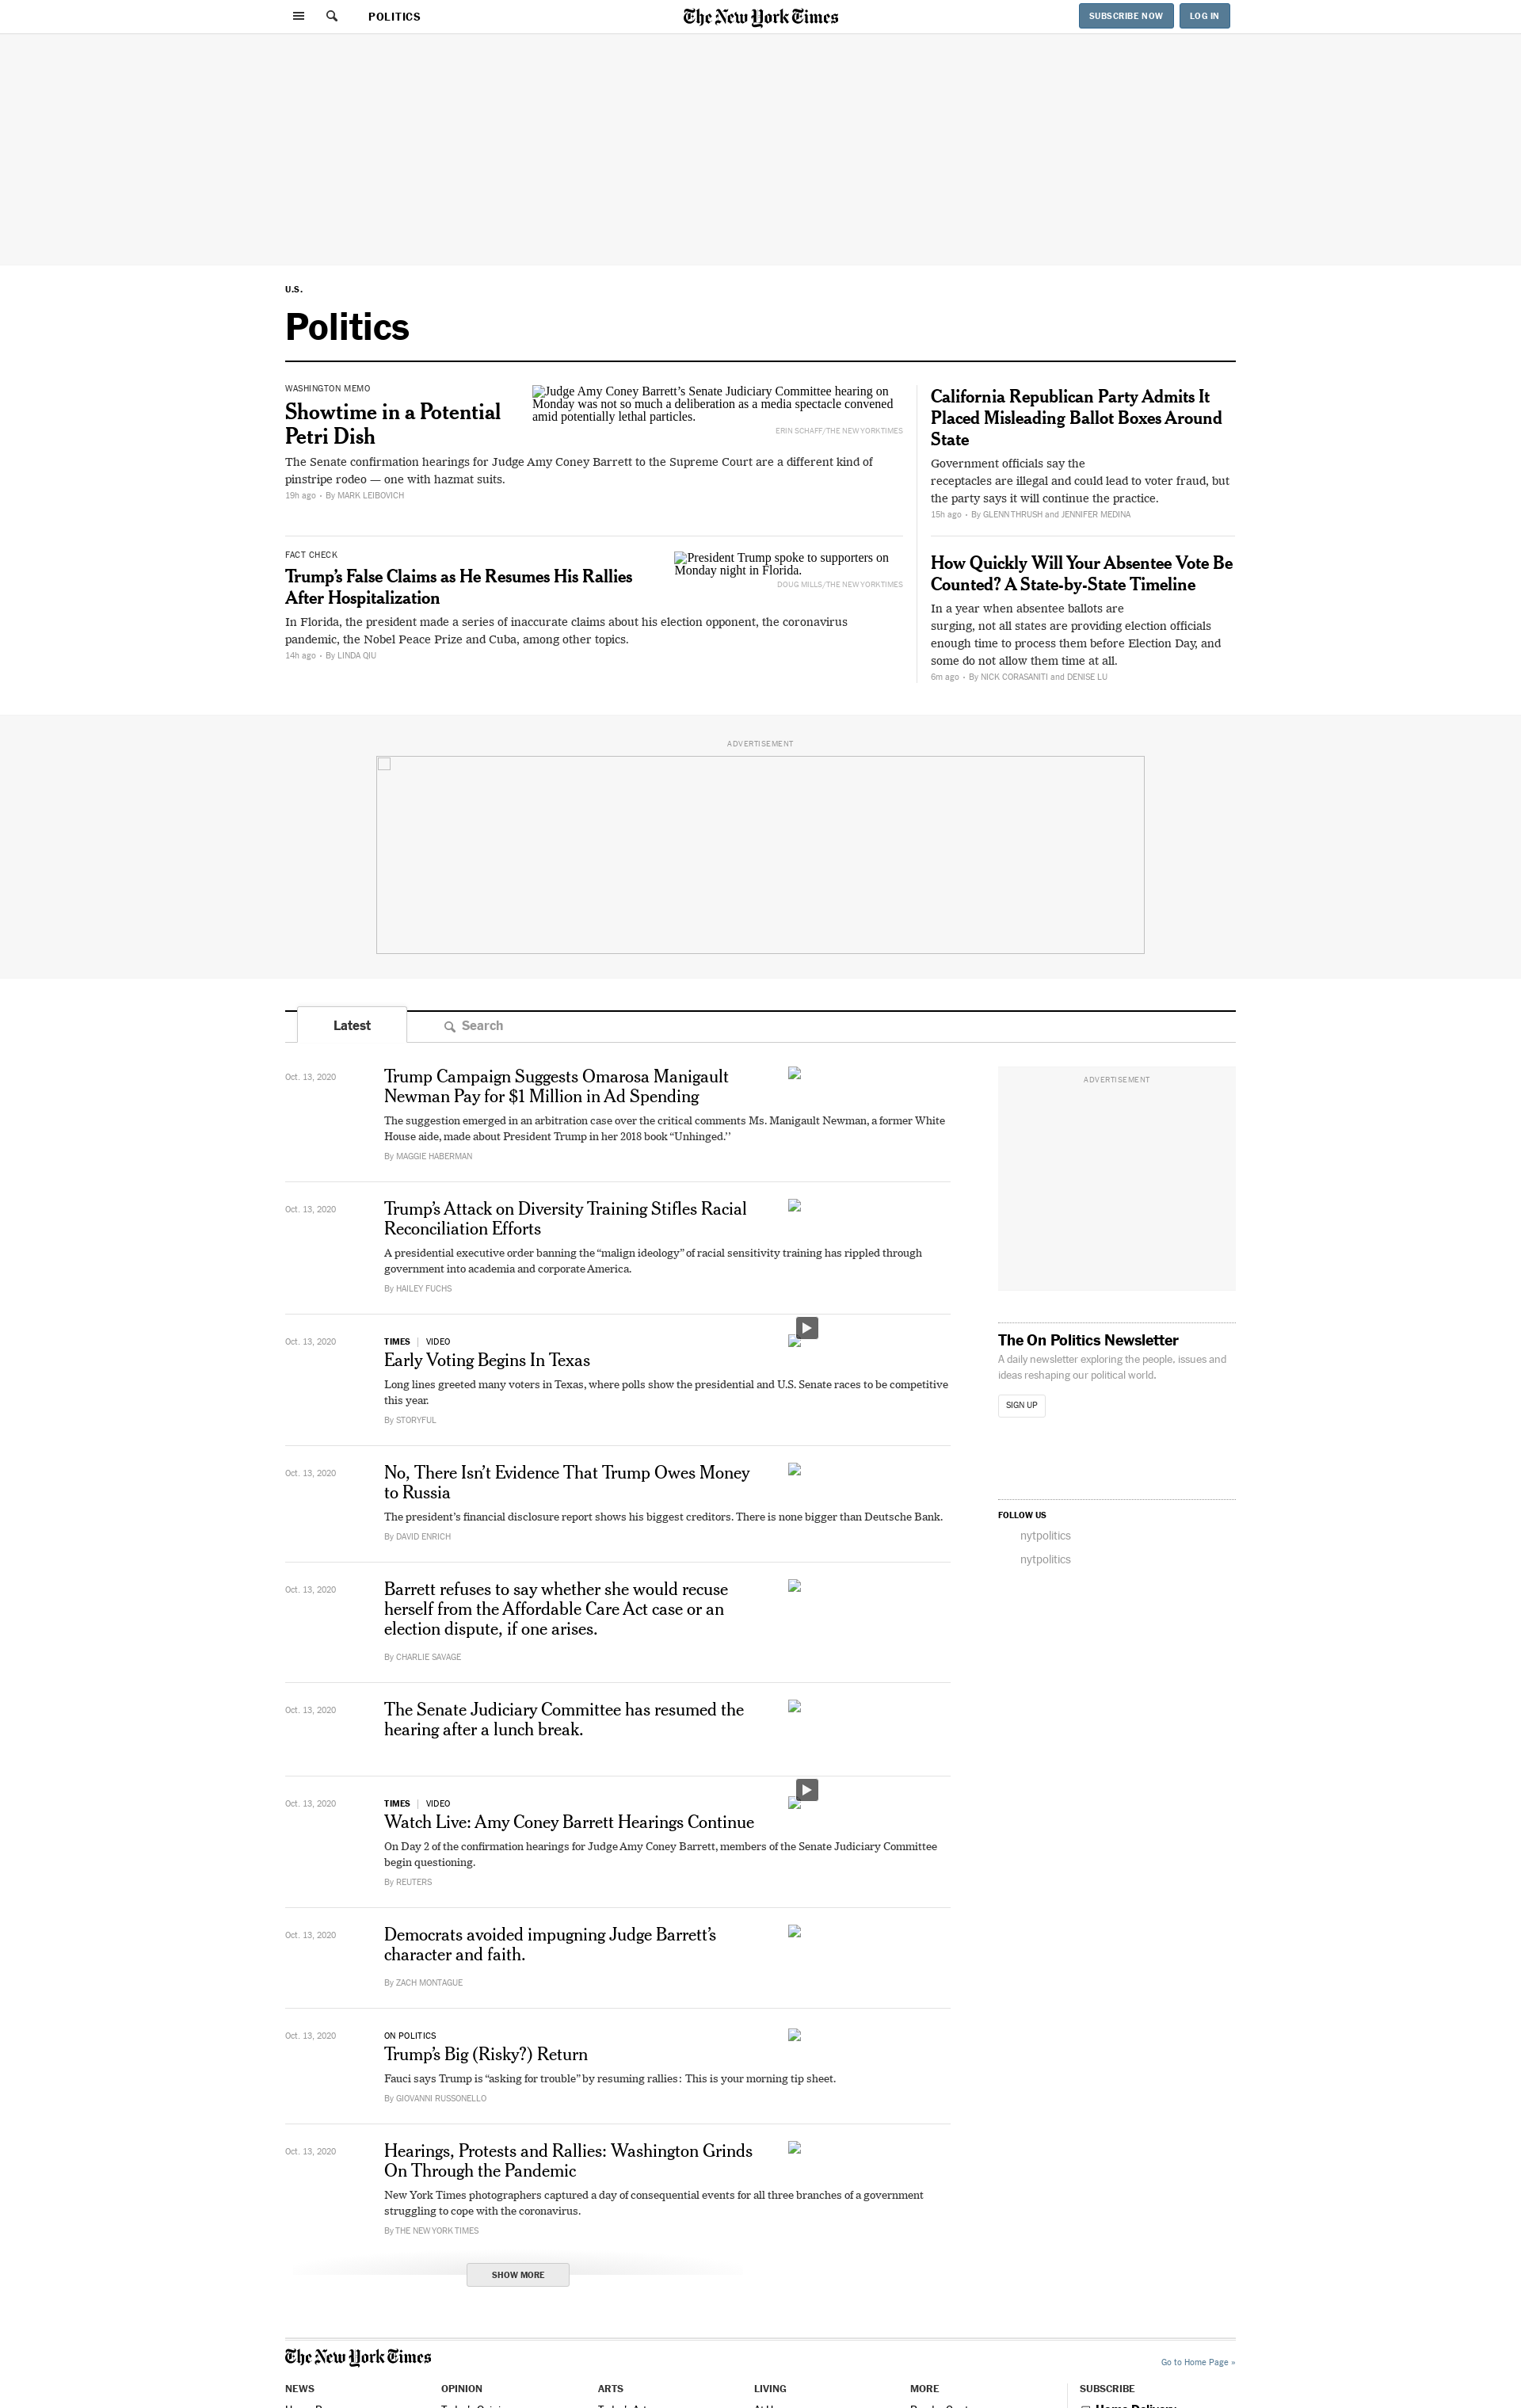 POLITICS
The New York Times
SUBSCRIBE NOW
LOG IN
U.S.
Politics
WASHINGTON MEMO
Showtime in a Potential
Petri Dish
Judge Amy Coney Barrett’s Senate Judiciary Committee hearing on
Monday was not so much a deliberation as a media spectacle convened
amid potentially lethal particles.
ERIN SCHAFF/THE NEW YORK TIMES
The Senate confirmation hearings for Judge Amy Coney Barrett to the Supreme Court are a different kind of
pinstripe rodeo — one with hazmat suits.
19h ago • By MARK LEIBOVICH
FACT CHECK
Trump’s False Claims as He Resumes His Rallies
After Hospitalization
President Trump spoke to supporters on
Monday night in Florida.
DOUG MILLS/THE NEW YORK TIMES
In Florida, the president made a series of inaccurate claims about his election opponent, the coronavirus
pandemic, the Nobel Peace Prize and Cuba, among other topics.
14h ago • By LINDA QIU
California Republican Party Admits It
Placed Misleading Ballot Boxes Around
State
Government officials say the
receptacles are illegal and could lead to voter fraud, but
the party says it will continue the practice.
15h ago • By GLENN THRUSH and JENNIFER MEDINA
How Quickly Will Your Absentee Vote Be
Counted? A State-by-State Timeline
In a year when absentee ballots are
surging, not all states are providing election officials
enough time to process them before Election Day, and
some do not allow them time at all.
6m ago • By NICK CORASANITI and DENISE LU
ADVERTISEMENT
Latest
Search
Oct. 13, 2020
Trump Campaign Suggests Omarosa Manigault
Newman Pay for $1 Million in Ad Spending
The suggestion emerged in an arbitration case over the critical comments Ms. Manigault Newman, a former White
House aide, made about President Trump in her 2018 book “Unhinged.’’
By MAGGIE HABERMAN
Oct. 13, 2020
Trump’s Attack on Diversity Training Stifles Racial
Reconciliation Efforts
A presidential executive order banning the “malign ideology” of racial sensitivity training has rippled through
government into academia and corporate America.
By HAILEY FUCHS
Oct. 13, 2020
TIMES | VIDEO
Early Voting Begins In Texas
Long lines greeted many voters in Texas, where polls show the presidential and U.S. Senate races to be competitive
this year.
By STORYFUL
Oct. 13, 2020
No, There Isn’t Evidence That Trump Owes Money
to Russia
The president’s financial disclosure report shows his biggest creditors. There is none bigger than Deutsche Bank.
By DAVID ENRICH
Oct. 13, 2020
Barrett refuses to say whether she would recuse
herself from the Affordable Care Act case or an
election dispute, if one arises.
By CHARLIE SAVAGE
Oct. 13, 2020
The Senate Judiciary Committee has resumed the
hearing after a lunch break.
Oct. 13, 2020
TIMES | VIDEO
Watch Live: Amy Coney Barrett Hearings Continue
On Day 2 of the confirmation hearings for Judge Amy Coney Barrett, members of the Senate Judiciary Committee
begin questioning.
By REUTERS
Oct. 13, 2020
Democrats avoided impugning Judge Barrett’s
character and faith.
By ZACH MONTAGUE
Oct. 13, 2020
ON POLITICS
Trump’s Big (Risky?) Return
Fauci says Trump is “asking for trouble” by resuming rallies: This is your morning tip sheet.
By GIOVANNI RUSSONELLO
Oct. 13, 2020
Hearings, Protests and Rallies: Washington Grinds
On Through the Pandemic
New York Times photographers captured a day of consequential events for all three branches of a government
struggling to cope with the coronavirus.
By THE NEW YORK TIMES
SHOW MORE
ADVERTISEMENT
The On Politics Newsletter
A daily newsletter exploring the people, issues and
ideas reshaping our political world.
SIGN UP
FOLLOW US
nytpolitics
nytpolitics
The New York Times
Go to Home Page »
NEWS
OPINION
ARTS
LIVING
MORE
SUBSCRIBE